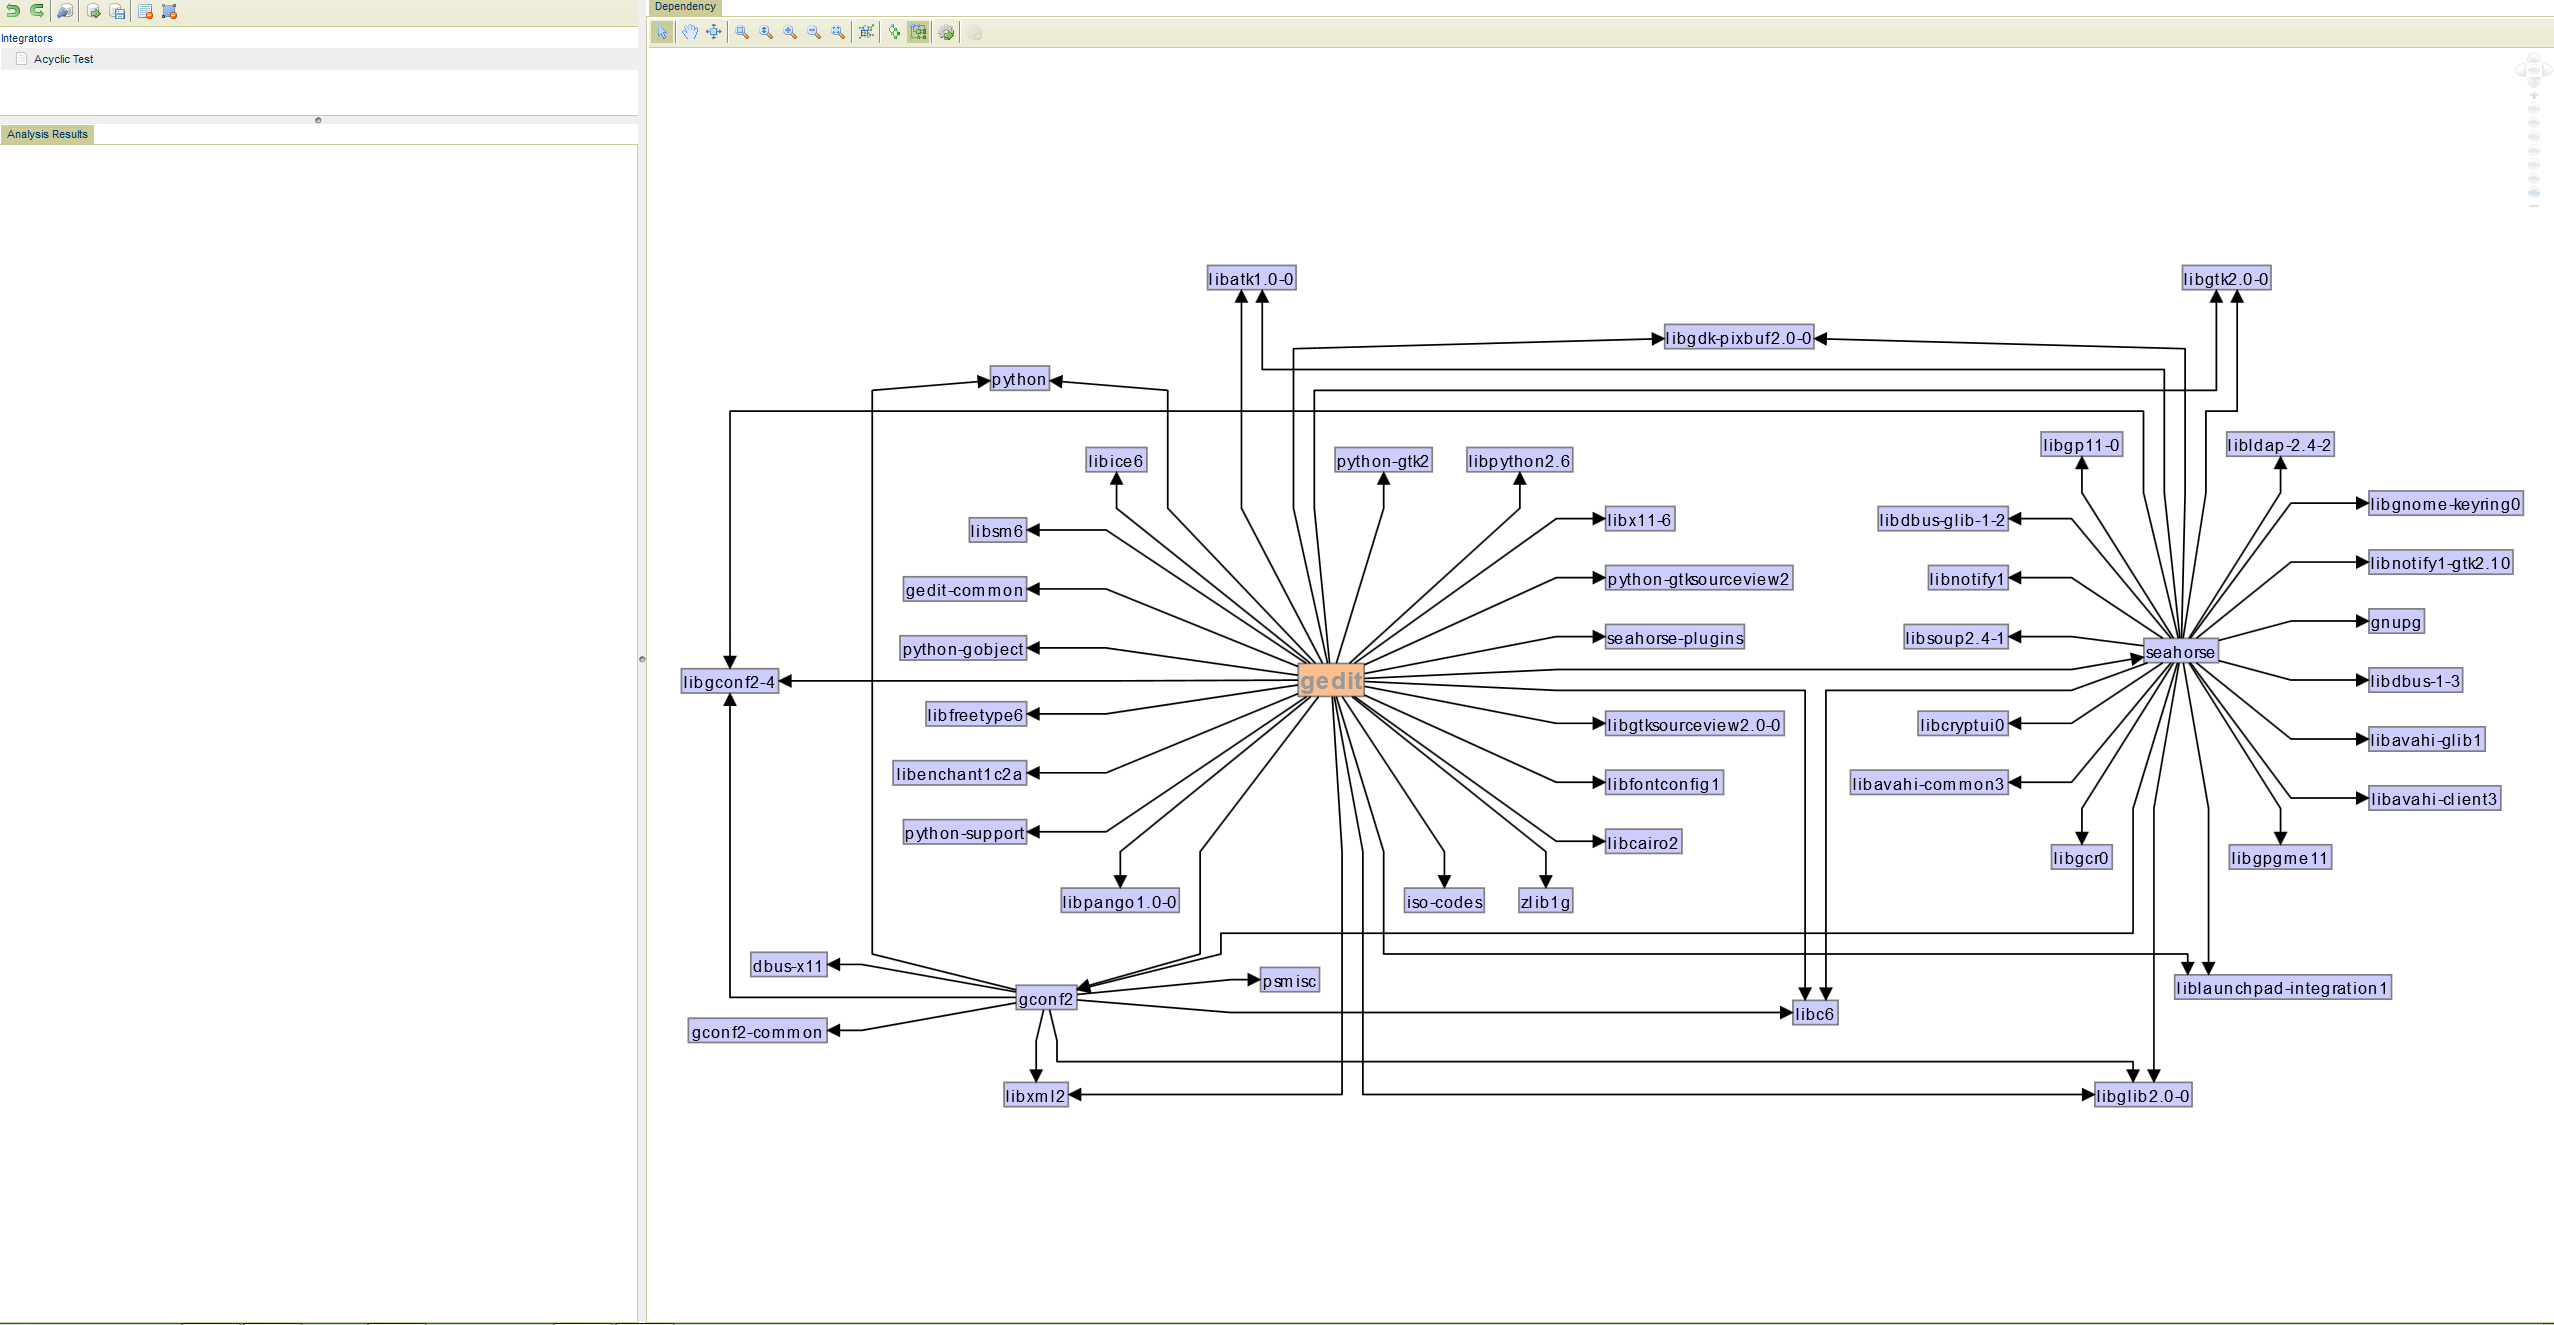 Dependency
Integrators
Acyclic Test
Analysis Results
libatk1.0-0
libgtk2.0-0
libgdk-pixbuf2.0-0
python
libgp11-0
libldap-2.4-2
libice6
python-gtk2
libpython2.6
libgnome-keyring0
libsm6
libx11-6
libdbus-glib-1-2
libnotify1-gtk2.10
gedit-common
python-gtksourceview2
libnotify1
gnupg
python-gobject
seahorse-plugins
libsoup2.4-1
seahorse
libgconf2-4
gedit
libdbus-1-3
libfreetype6
libgtksourceview2.0-0
libcryptui0
libavahi-glib1
libenchant1c2a
libfontconfig1
libavahi-common3
libavahi-client3
python-support
libcairo2
libgcr0
libgpgme11
libpango1.0-0
iso-codes
zlib1g
dbus-x11
psmisc
liblaunchpad-integration1
gconf2
libc6
gconf2-common
libxml2
libglib2.0-0